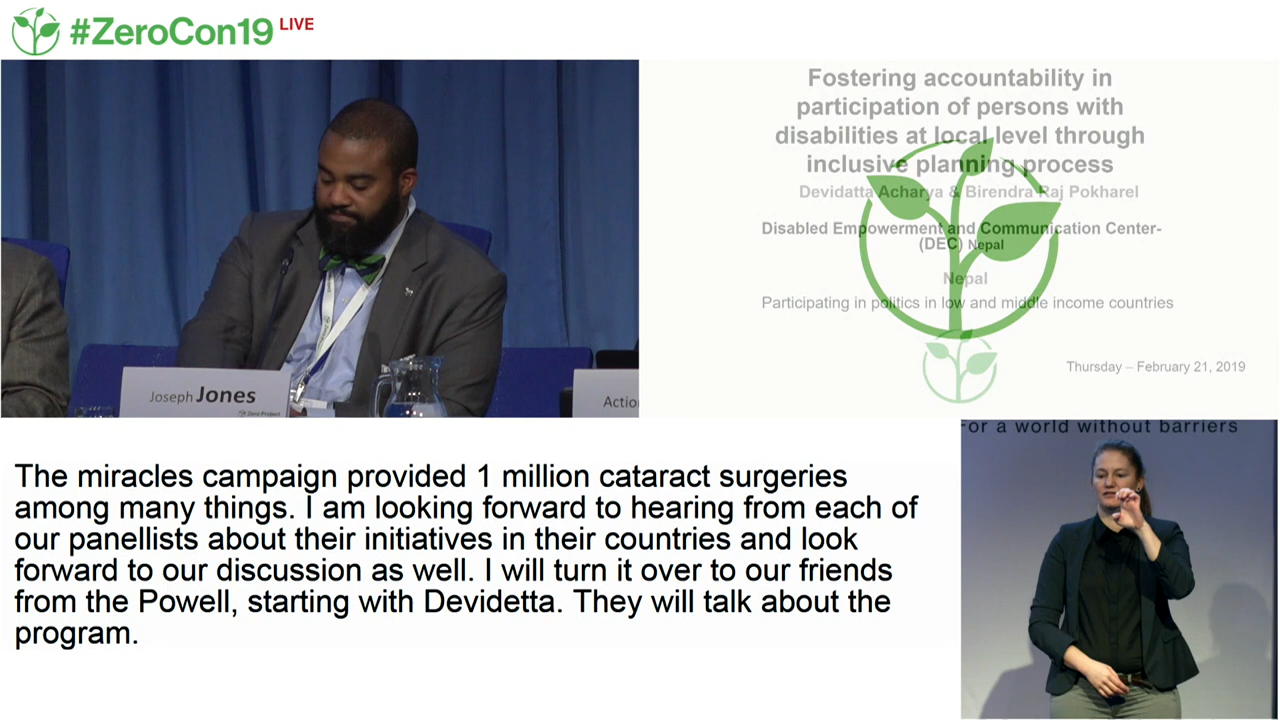 #ZeroCon19 LIVE
Fostering accountability in
participation of persons with
disabilities at local level through
inclusive planning process
Devidatta Acharya & Birendra Raj Pokharel
Disabled Empowerment and Communication Center-
(DEC) Nepal
Nepal
Participating in politics in low and middle income countries
Thursday – February 21, 2019
Joseph Jones
Zero Project
Actio
For a world without barriers
The miracles campaign provided 1 million cataract surgeries
among many things. I am looking forward to hearing from each of
our panellists about their initiatives in their countries and look
forward to our discussion as well. I will turn it over to our friends
from the Powell, starting with Devidetta. They will talk about the
program.